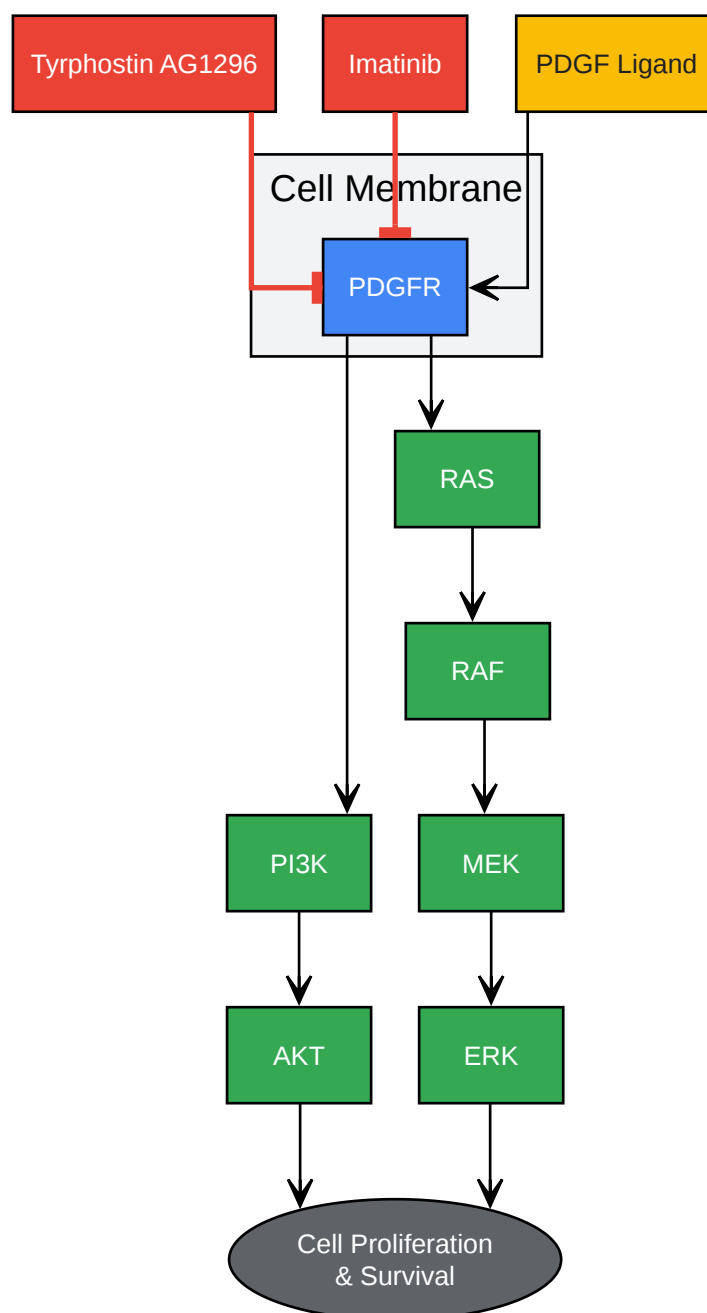 Tyrphostin AG1296
Imatinib
PDGF Ligand
Cell Membrane
PDGFR
RAS
RAF
PI3K
MEK
AKT
ERK
Cell Proliferation
& Survival